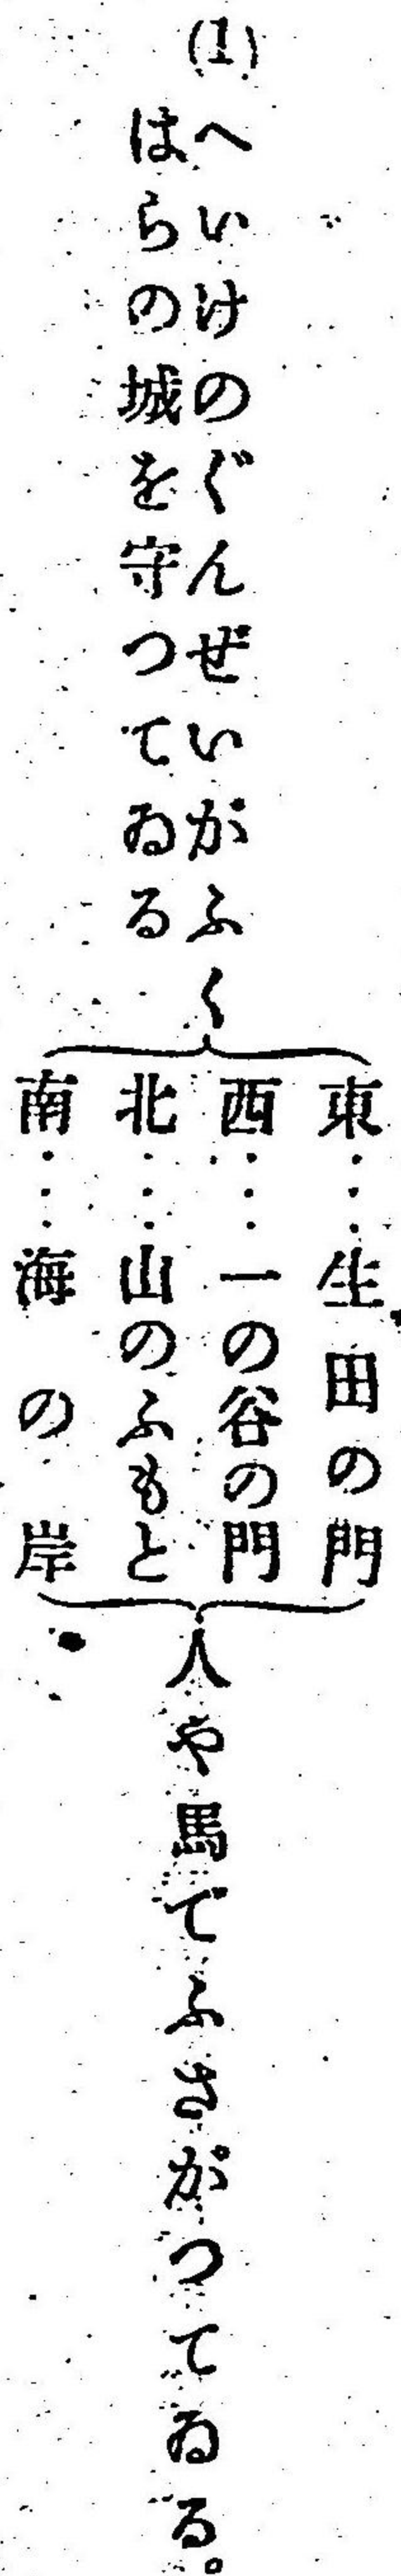 (1)
へいけのぐんぜいがふく
はらの城を守つてゐる
東……生田の門
西……一の谷の門
北……山のふもと
南……海の岸
人や馬でふさがつてゐる。